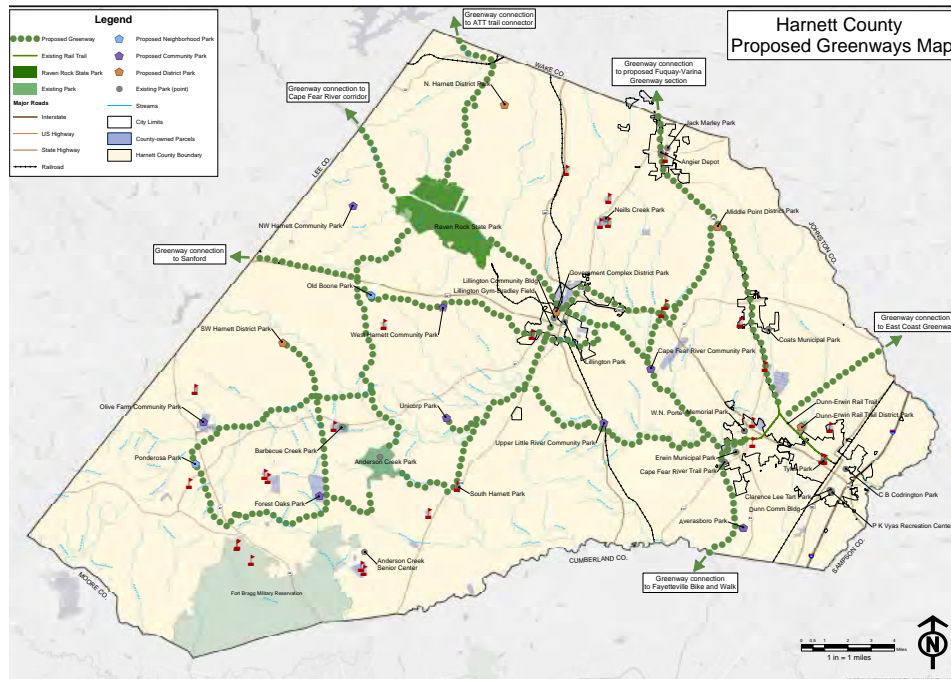 Harnett County
Proposed Greenways Map
Legend
Proposed Greenway
Existing Rail Trail
Raven Rock State Park
Existing Park
Major Roads
Interstate
US Highway
State Highway
Railroad
Proposed Neighborhood Park
Proposed Community Park
Proposed District Park
Existing Park (point)
Streams
City Limits
County-owned Parcels
Harnett County Boundary
Greenway connection
to ATT trail connector
Greenway connection
to proposed Fuquay-Varina
Greenway section
Greenway connection to
Cape Fear River corridor
WAKE CO.
N. Harnett District Park
Jack Marley Park
Angier Depot
LEE CO.
NW Harnett Community Park
Raven Rock State Park
Neills Creek Park
Middle Point District Park
JOHNSTON CO.
Greenway connection
to Sanford
Government Complex District Park
Lillington Community Bldg
Lillington Gym-Bradley Field
Old Boone Park
West Harnett Community Park
Greenway connection
to East Coast Greenway
SW Harnett District Park
Lillington Park
Coats Municipal Park
Cape Fear River Community Park
Olive Farm Community Park
Unicorp Park
W.N. Porte
Memorial Park
Dunn-Erwin Rail Trail
Dunn-Erwin Rail Trail District Park
Barbecue Creek Park
Upper Little River Community Park
Ponderosa Park
Anderson Creek Park
Erwin Municipal Park
Cape Fear River Trail Park
Forest Oaks Park
South Harnett Park
Clarence Lee Tart Park
C B Codrington Park
Dunn Comm Bldg
P K Vyas Recreation Center
Averasboro Park
Anderson Creek
Senior Center
CUMBERLAND CO.
SAMPSON CO.
MOORE CO.
Fort Bragg Military Reservation
Greenway connection
to Fayetteville Bike and Walk
0 0.5 1 2 3 4
Miles
1 in = 1 miles
N